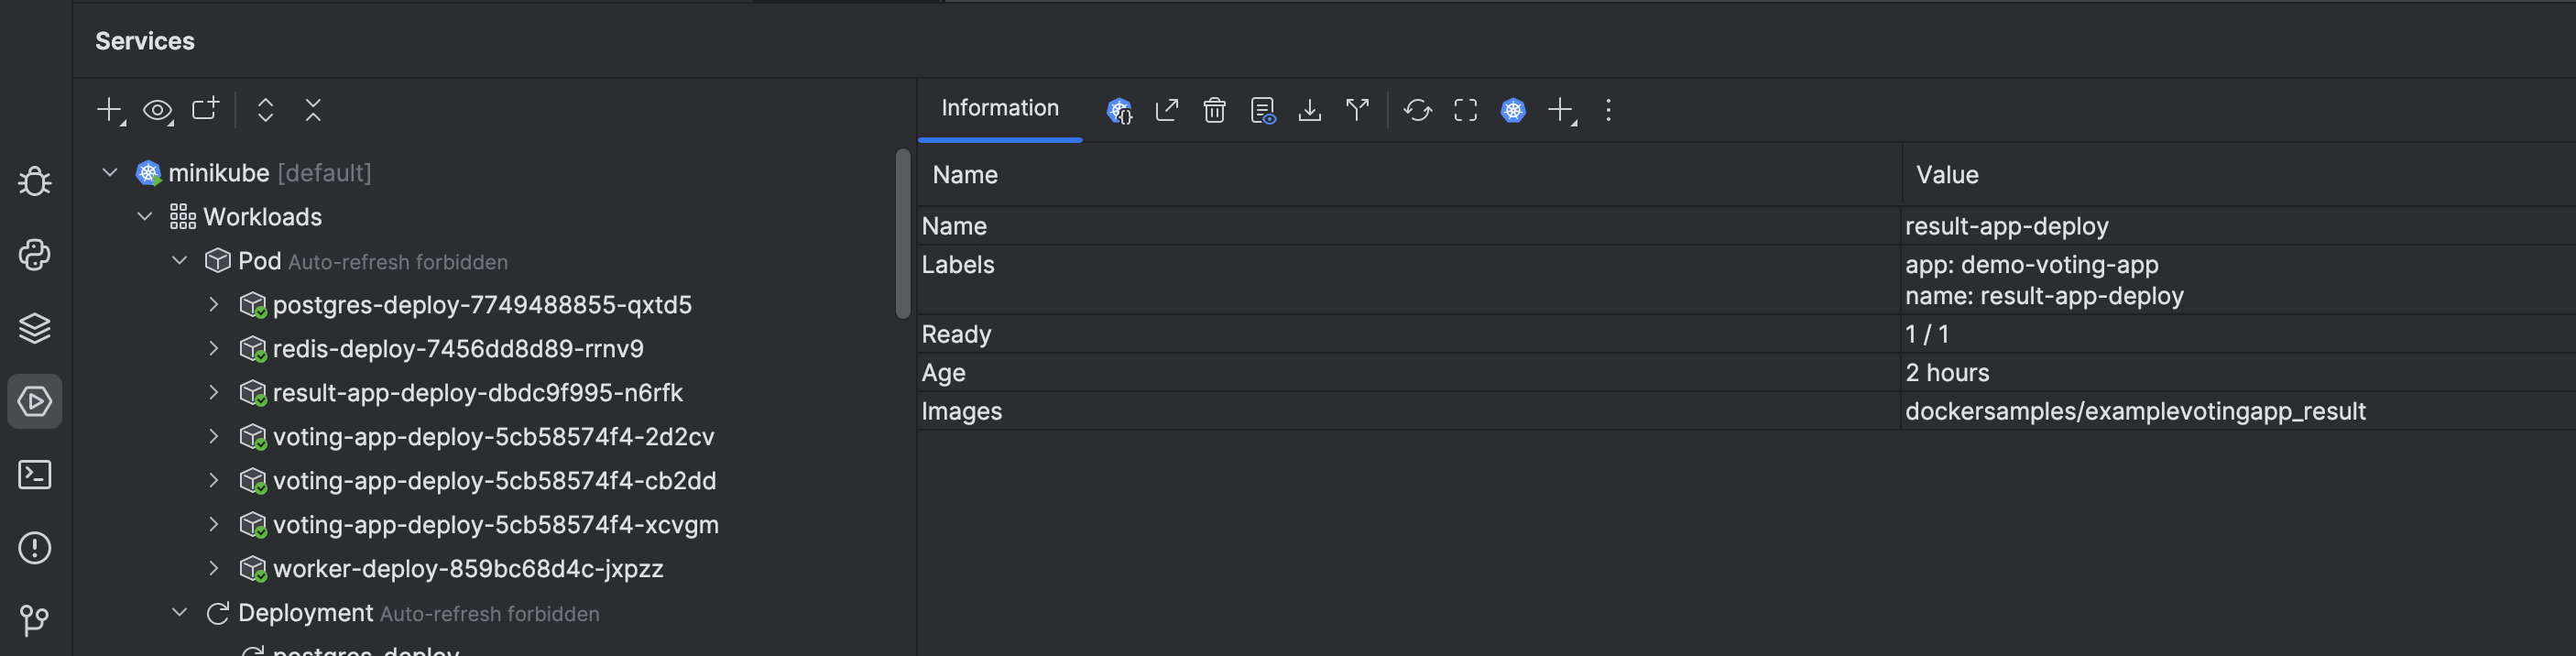 Services
minikube [default]
Workloads
Pod Auto-refresh forbidden
postgres-deploy-7749488855-qxtd5
redis-deploy-7456dd8d89-rrnv9
result-app-deploy-dbdc9f995-n6rfk
voting-app-deploy-5cb58574f4-2d2cv
voting-app-deploy-5cb58574f4-cb2dd
voting-app-deploy-5cb58574f4-xcvgm
worker-deploy-859bc68d4c-jxpzz
Deployment Auto-refresh forbidden
postgres-deploy
Information
Name Value
Name result-app-deploy
Labels app: demo-voting-app
name: result-app-deploy
Ready 1 / 1
Age 2 hours
Images dockersamples/examplevotingapp_result